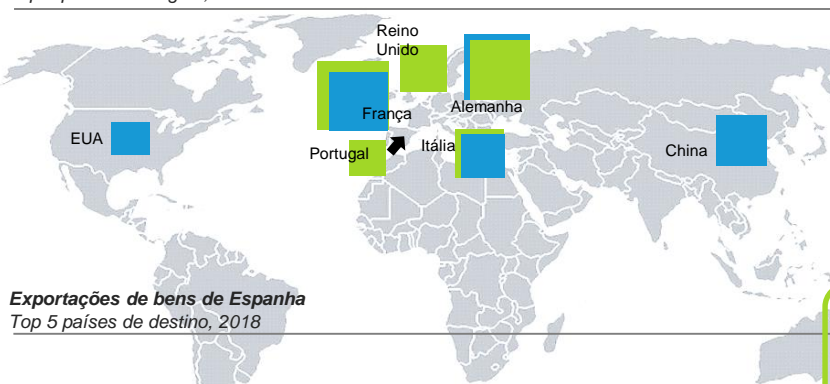 Reino
Unido
França
Alemanha
EUA
Portugal
Itália
China
Exportações de bens de Espanha
Top 5 países de destino, 2018